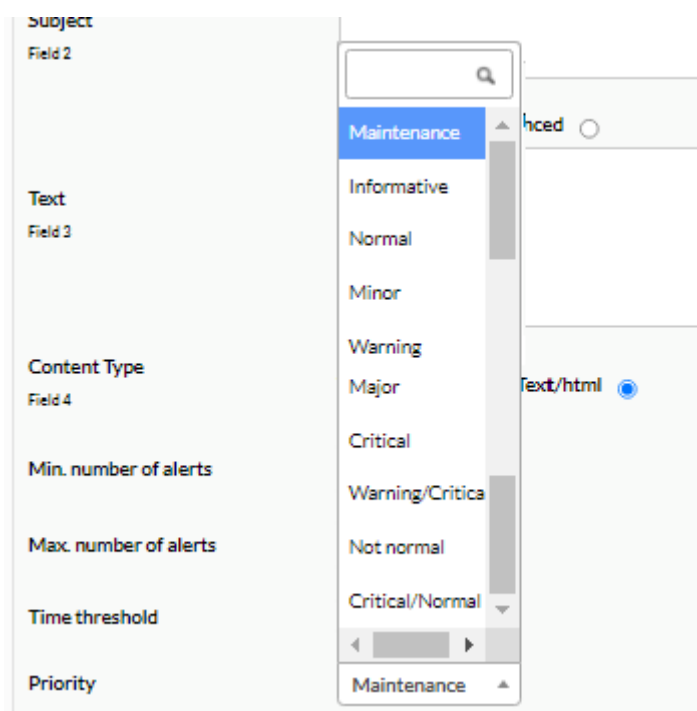 Subject
Field 2
Maintenance
Informative
Text
Field 3
Normal
Minor
Warning
Content Type
Major
Text/html
Field 4
Critical
Min. number of alerts
Warning/Critica
Max. number of alerts
Not normal
Critical/Normal
Time threshold
Priority
Maintenance